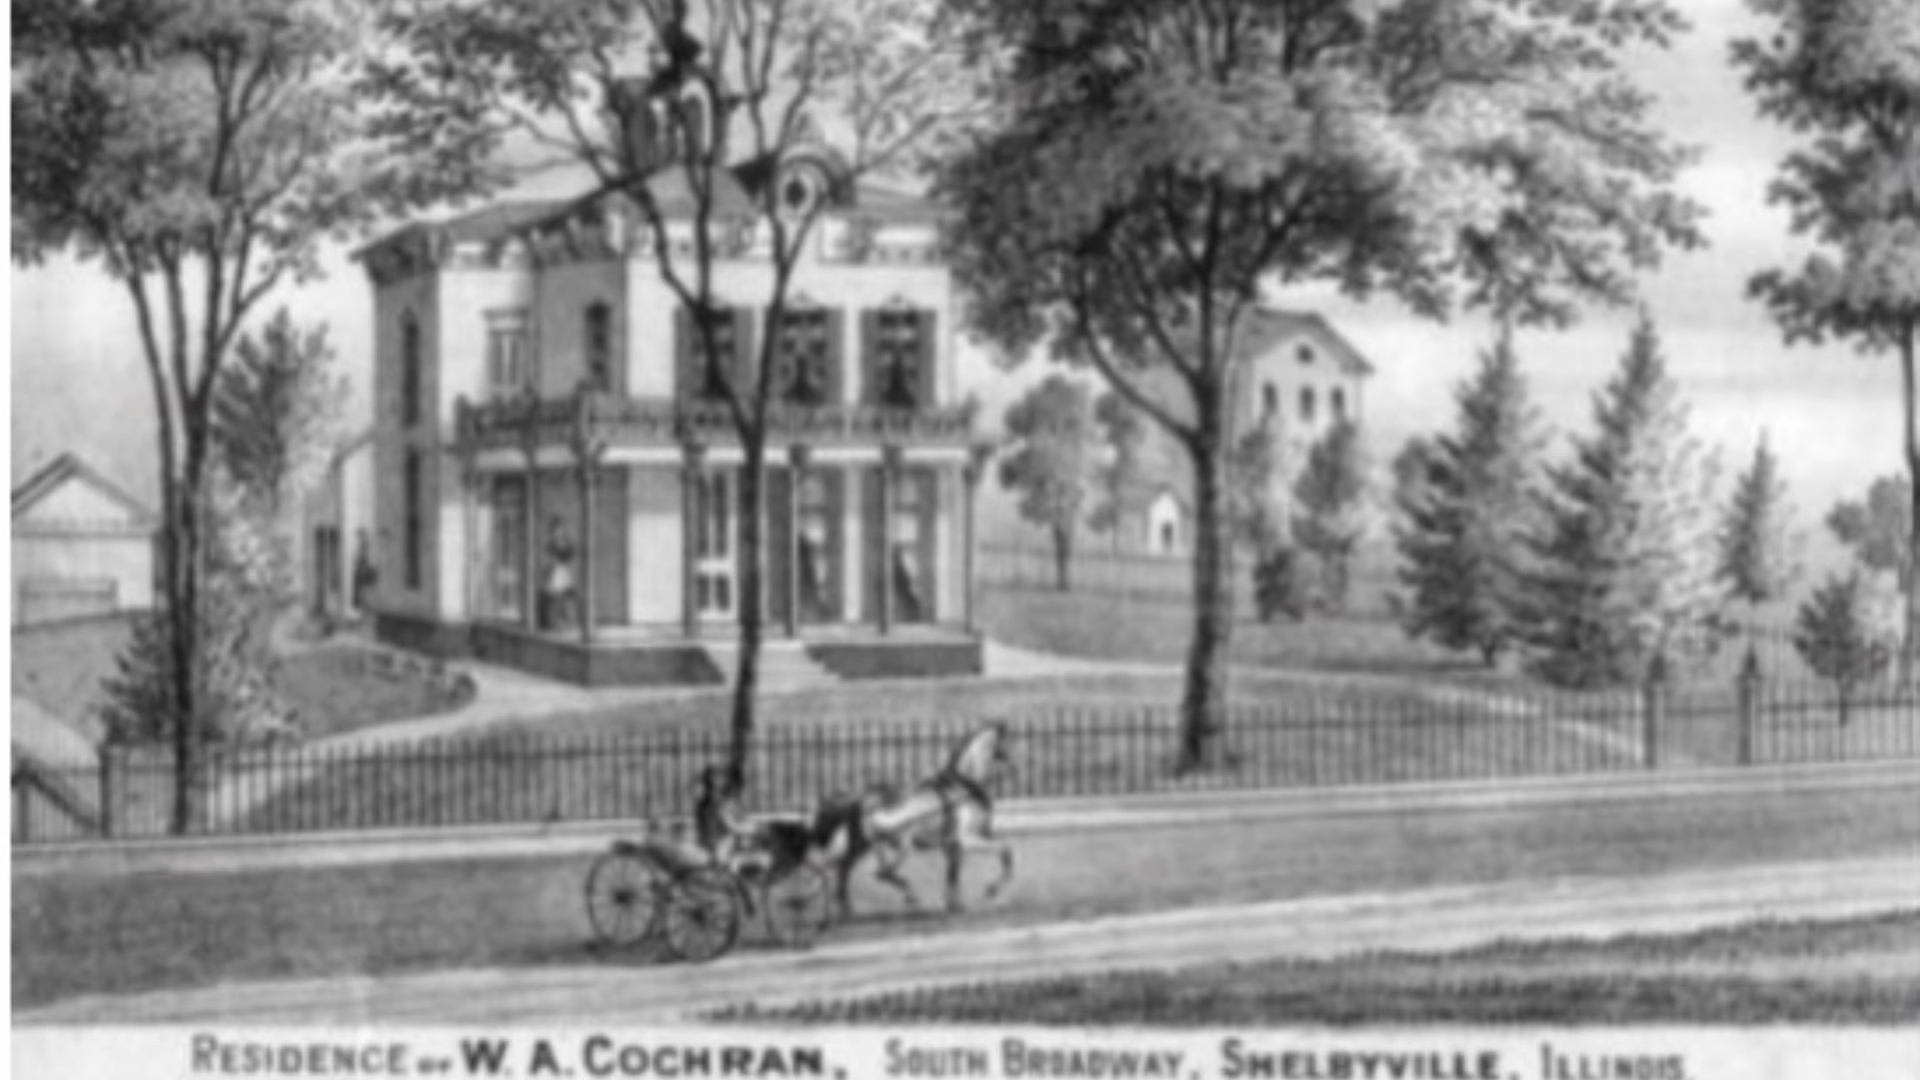 Residence of W. A. Cochran, South Broadway, Shelbyville, Illinois.